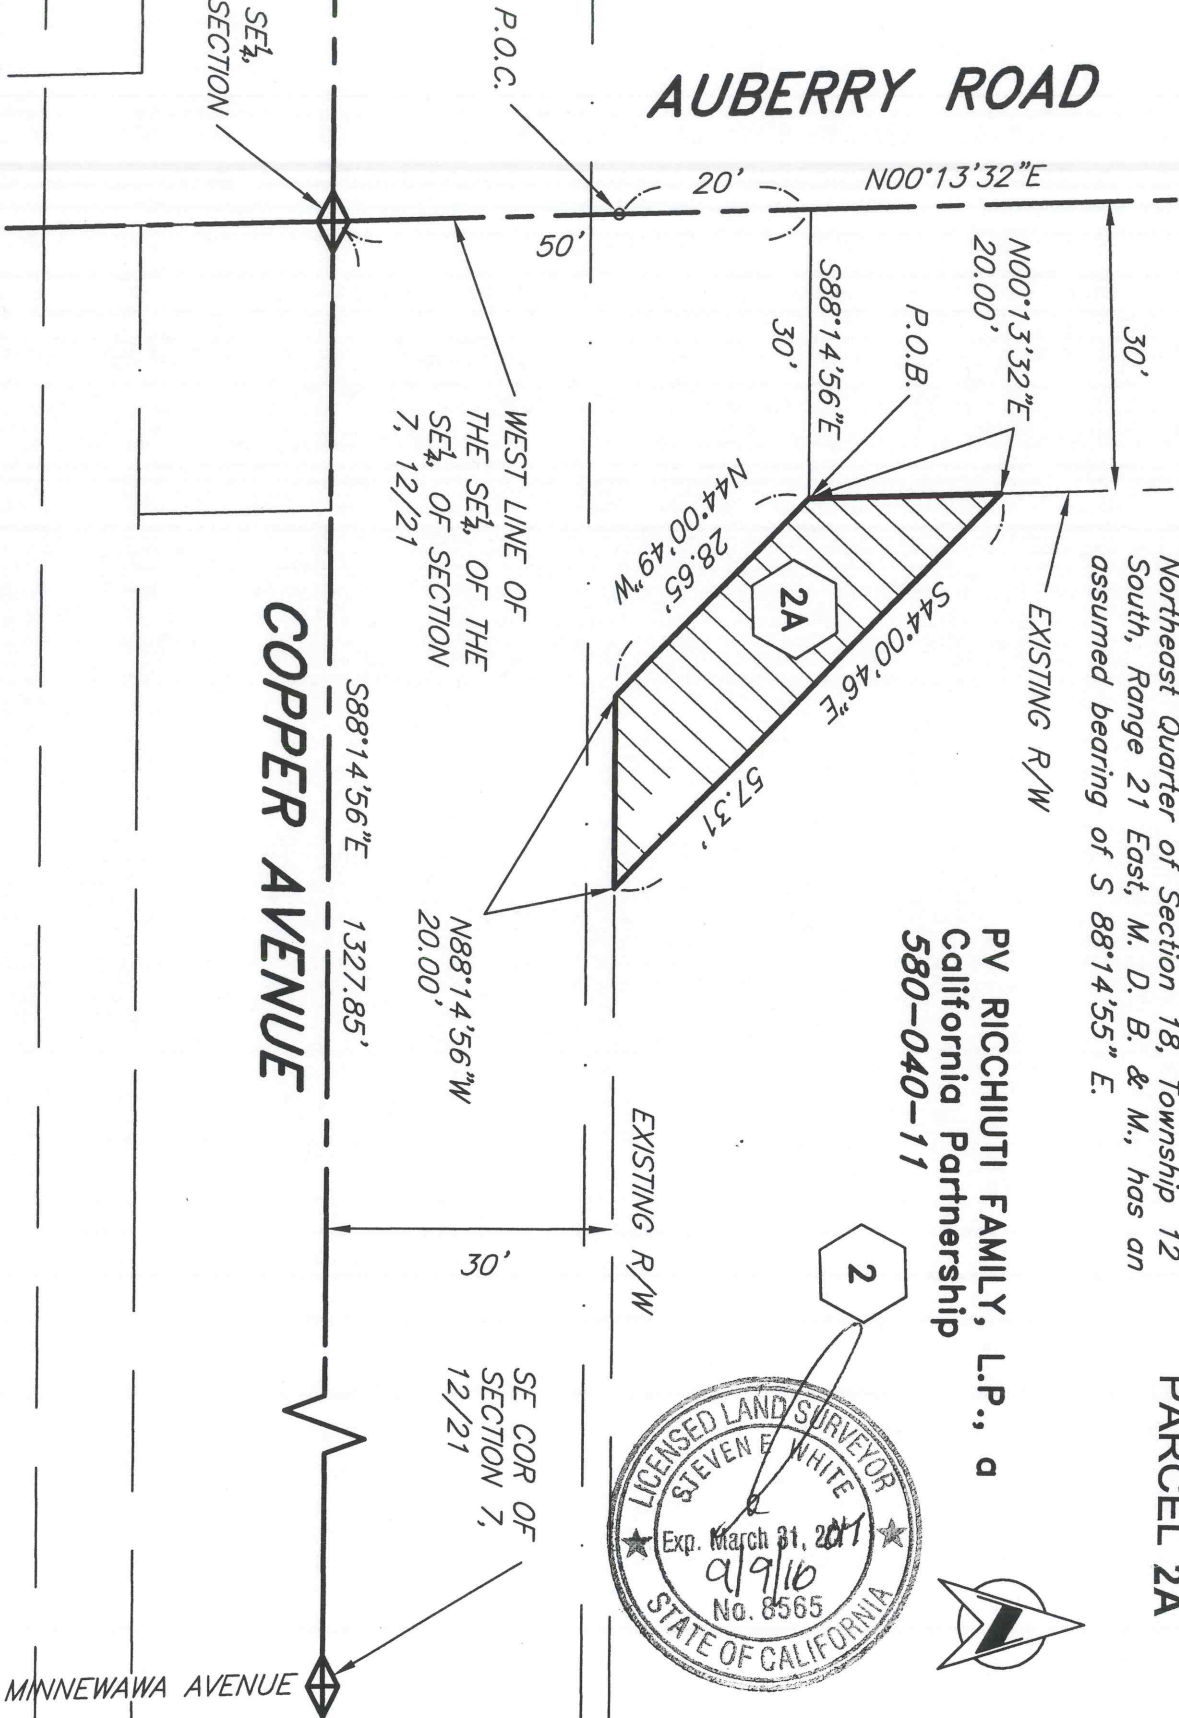 Northeast Quarter of Section 18, Township 12
South, Range 21 East, M. D. B. & M., has an
assumed bearing of S 88°14'55" E.
PARCEL 2A
AUBERRY ROAD
N00°13'32"E
20'
50'
P.O.C.
30'
N00°13'32"E
20.00'
EXISTING R/W
P.O.B.
S88°14'56"E
30'
2A
S44°00'46"E
57.31'
N44°00'49"W
28.65'
PV RICCHIUTI FAMILY, L.P., a
California Partnership
580-040-11
2
WEST LINE OF
THE SE¼, OF THE
SE¼, OF SECTION
7, 12/21
N88°14'56"W
20.00'
EXISTING R/W
30'
SE¼,
SECTION
S88°14'56"E 1327.85'
COPPER AVENUE
SE COR OF
SECTION 7,
12/21
MINNEWAWA AVENUE
LICENSED LAND SURVEYOR
STEVEN E WHITE
Exp. March 31, 2017
9/9/16
No. 8565
STATE OF CALIFORNIA